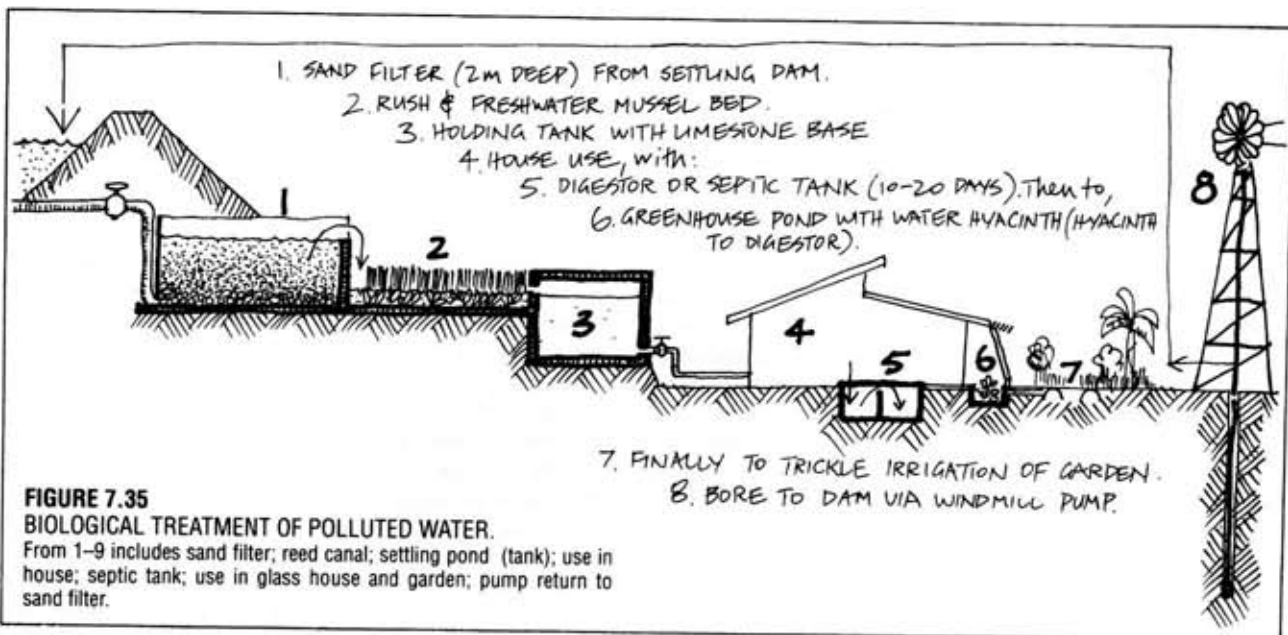 1. SAND FILTER (2m DEEP) FROM SETTLING DAM.
2. RUSH & FRESHWATER MUSSEL BED.
3. HOLDING TANK WITH LIMESTONE BASE
4. HOUSE USE, with:
5. DIGESTOR OR SEPTIC TANK (10-20 DAYS). Then to,
6. GREENHOUSE POND WITH WATER HYACINTH (HYACINTH
TO DIGESTOR).
1
2
3
4
5
6
7
8
7. FINALLY TO TRICKLE IRRIGATION OF GARDEN.
8. BORE TO DAM VIA WINDMILL PUMP.
FIGURE 7.35
BIOLOGICAL TREATMENT OF POLLUTED WATER.
From 1–9 includes sand filter; reed canal; settling pond (tank); use in
house; septic tank; use in glass house and garden; pump return to
sand filter.